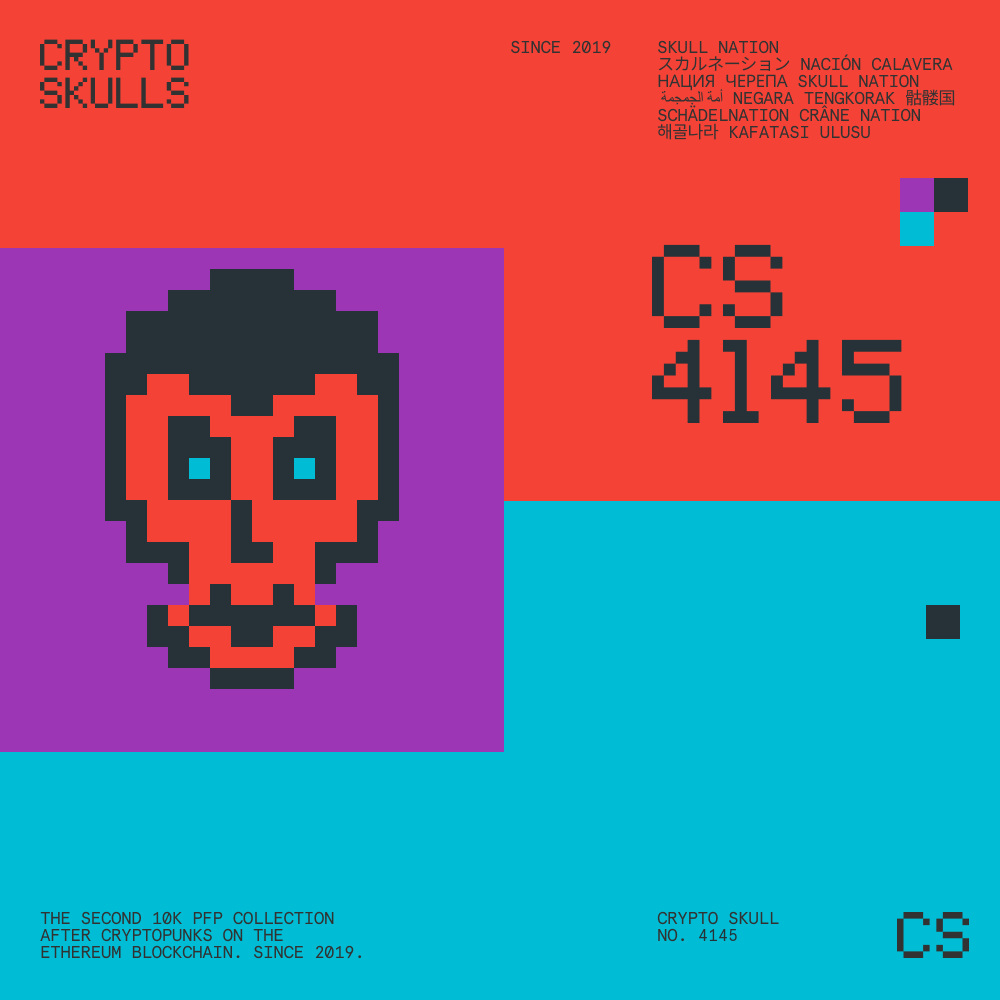 CRYPTO
SKULLS
SINCE 2019
SKULL NATION
スカルネーション NACIÓN CALAVERA
НАЦИЯ ЧЕРЕПА SKULL NATION
أمة الجمجمة NEGARA TENGKORAK 骷髅国
SCHÄDELNATION CRÂNE NATION
해골나라 KAFATASI ULUSU
CS
4145
THE SECOND 10K PFP COLLECTION
AFTER CRYPTOPUNKS ON THE
ETHEREUM BLOCKCHAIN. SINCE 2019.
CRYPTO SKULL
NO. 4145
CS